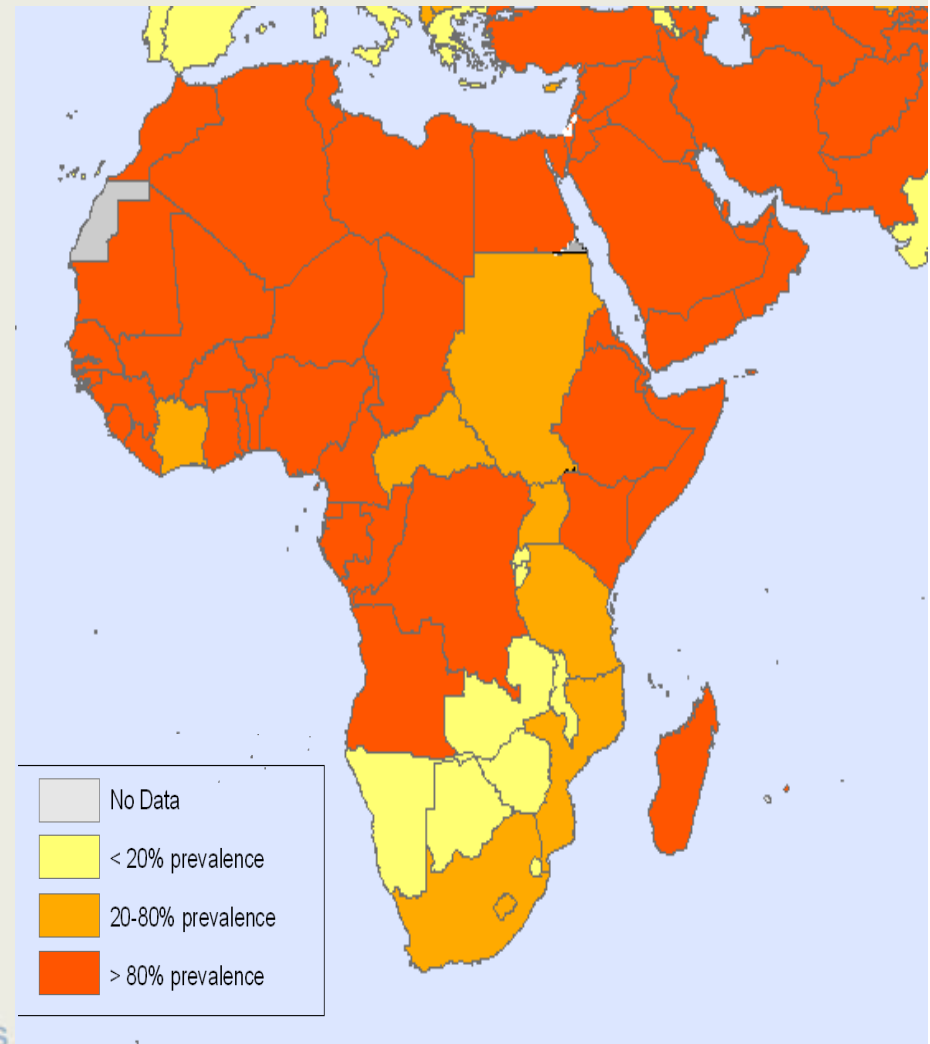 No Data
< 20% prevalence
20-80% prevalence
> 80% prevalence
s